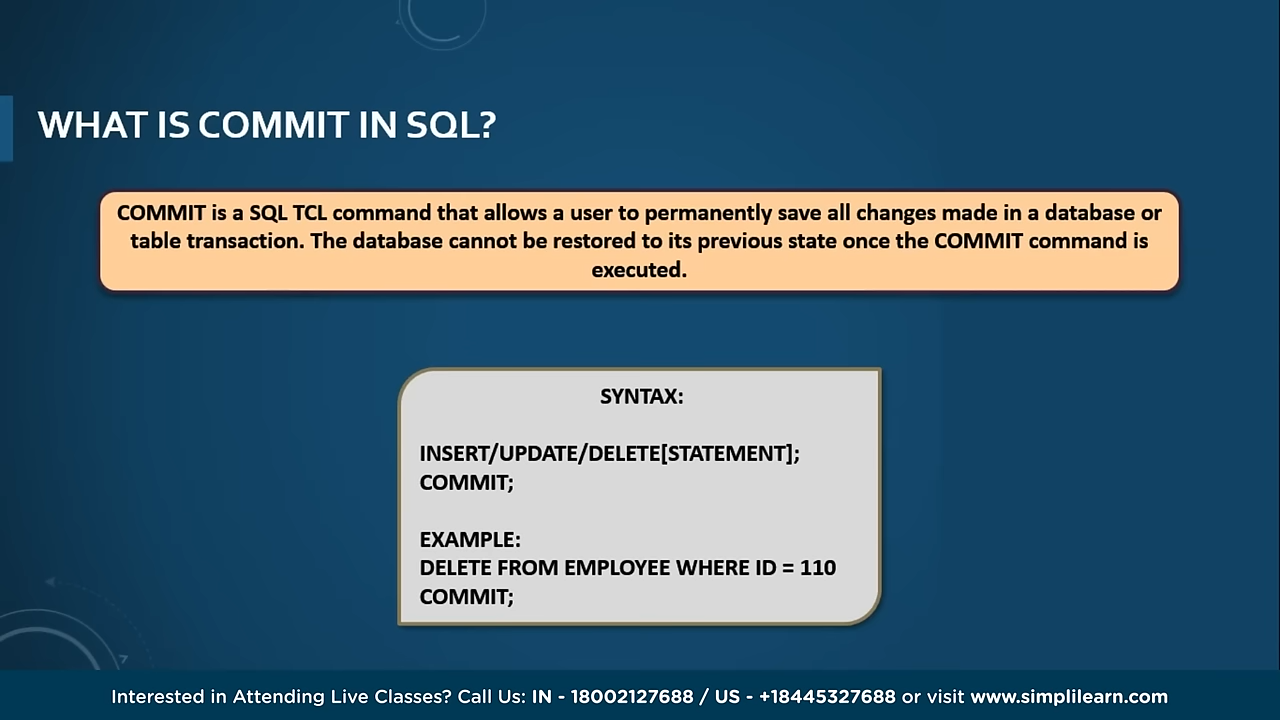 WHAT IS COMMIT IN SQL?
COMMIT is a SQL TCL command that allows a user to permanently save all changes made in a database or
table transaction. The database cannot be restored to its previous state once the COMMIT command is
executed.
SYNTAX:
INSERT/UPDATE/DELETE[STATEMENT];
COMMIT;
EXAMPLE:
DELETE FROM EMPLOYEE WHERE ID = 110
COMMIT;
Interested in Attending Live Classes? Call Us: IN - 18002127688 / US - +18445327688 or visit www.simplilearn.com